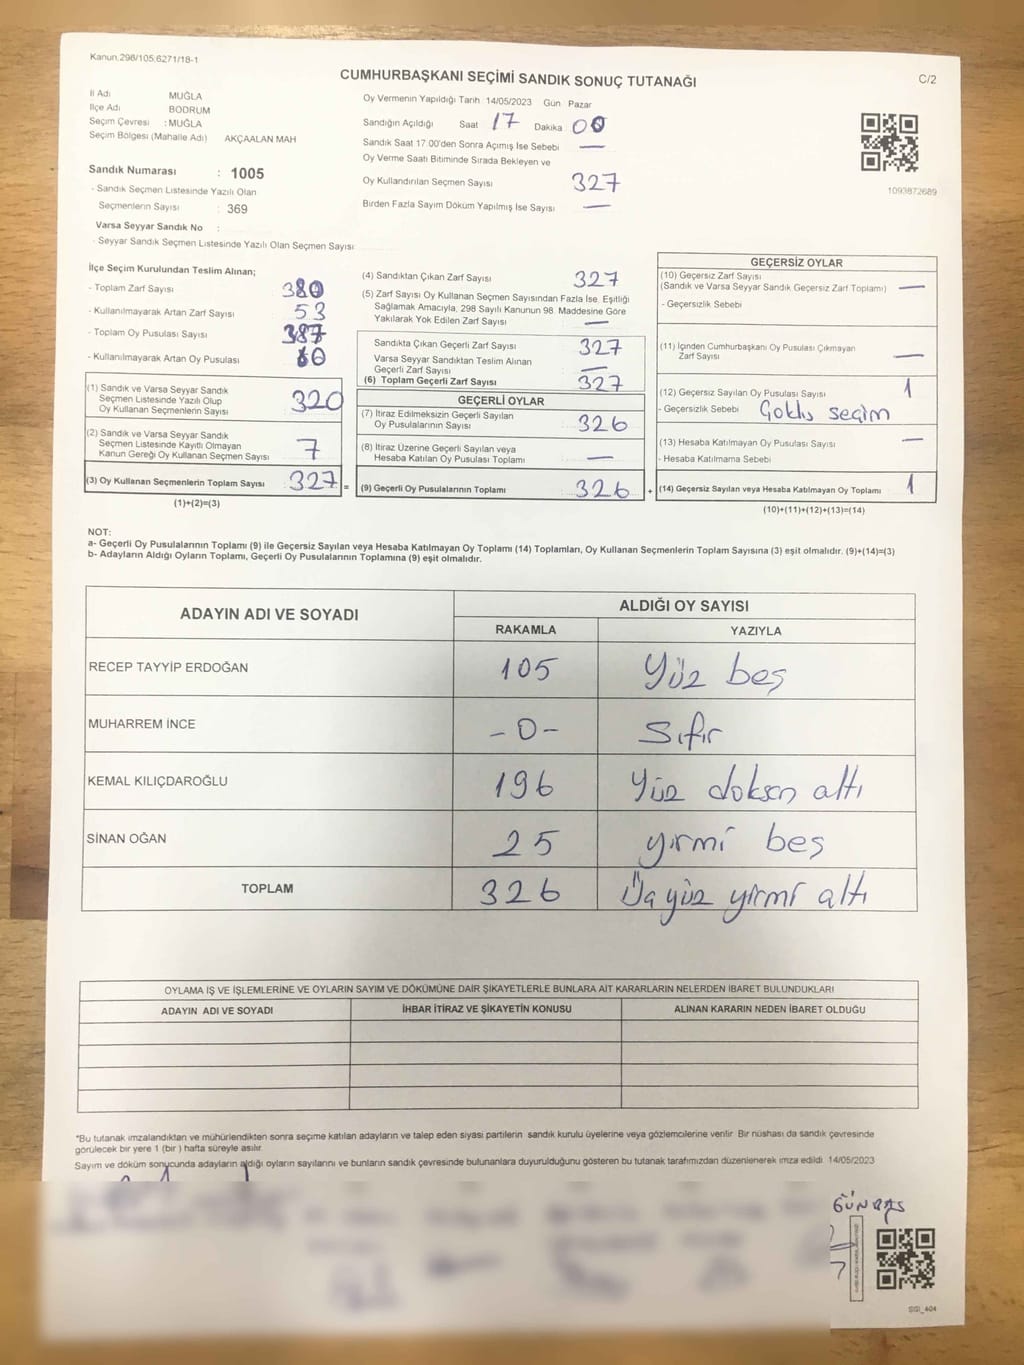 Kanun.298/105.6271/18-1
CUMHURBAŞKANI SEÇİMİ SANDIK SONUÇ TUTANAĞI
C/2
İl Adı MUĞLA
İlçe Adı BODRUM
Seçim Çevresi : MUĞLA
Seçim Bölgesi (Mahalle Adı) AKÇAALAN MAH
Oy Vermenin Yapıldığı Tarih 14/05/2023 Gün Pazar
Sandığın Açıldığı Saat 17 Dakika 00
Sandık Saat 17.00'den Sonra Açımış İse Sebebi —
Oy Verme Saati Bitiminde Sırada Bekleyen ve
Oy Kullandırılan Seçmen Sayısı 327
Birden Fazla Sayım Döküm Yapılmış İse Sayısı —
1093872689
Sandık Numarası : 1005
- Sandık Seçmen Listesinde Yazılı Olan
Seçmenlerin Sayısı : 369
Varsa Seyyar Sandık No :
- Seyyar Sandık Seçmen Listesinde Yazılı Olan Seçmen Sayısı
İlçe Seçim Kurulundan Teslim Alınan;
- Toplam Zarf Sayısı 380
- Kullanılmayarak Artan Zarf Sayısı 53
- Toplam Oy Pusulası Sayısı 387
- Kullanılmayarak Artan Oy Pusulası 60
(1) Sandık ve Varsa Seyyar Sandık
Seçmen Listesinde Yazılı Olup
Oy Kullanan Seçmenlerin Sayısı 320
(2) Sandık ve Varsa Seyyar Sandık
Seçmen Listesinde Kayıtlı Olmayan
Kanun Gereği Oy Kullanan Seçmen Sayısı 7
(3) Oy Kullanan Seçmenlerin Toplam Sayısı 327 =
(1)+(2)=(3)
(4) Sandıktan Çıkan Zarf Sayısı 327
(5) Zarf Sayısı Oy Kullanan Seçmen Sayısından Fazla İse, Eşitliği
Sağlamak Amacıyla, 298 Sayılı Kanunun 98. Maddesine Göre
Yakılarak Yok Edilen Zarf Sayısı —
Sandıkta Çıkan Geçerli Zarf Sayısı 327
Varsa Seyyar Sandıktan Teslim Alınan
Geçerli Zarf Sayısı —
(6) Toplam Geçerli Zarf Sayısı 327
GEÇERLİ OYLAR
(7) İtiraz Edilmeksizin Geçerli Sayılan
Oy Pusulalarının Sayısı 326
(8) İtiraz Üzerine Geçerli Sayılan veya
Hesaba Katılan Oy Pusulası Toplamı —
(9) Geçerli Oy Pusulalarının Toplamı 326 +
GEÇERSİZ OYLAR
(10) Geçersiz Zarf Sayısı
(Sandık ve Varsa Seyyar Sandık Geçersiz Zarf Toplamı) —
- Geçersizlik Sebebi
(11) İçinden Cumhurbaşkanı Oy Pusulası Çıkmayan
Zarf Sayısı —
(12) Geçersiz Sayılan Oy Pusulası Sayısı 1
- Geçersizlik Sebebi Çoklu seçim
(13) Hesaba Katılmayan Oy Pusulası Sayısı —
- Hesaba Katılmama Sebebi
(14) Geçersiz Sayılan veya Hesaba Katılmayan Oy Toplamı 1
(10)+(11)+(12)+(13)=(14)
NOT:
a- Geçerli Oy Pusulalarının Toplamı (9) ile Geçersiz Sayılan veya Hesaba Katılmayan Oy Toplamı (14) Toplamları, Oy Kullanan Seçmenlerin Toplam Sayısına (3) eşit olmalıdır. (9)+(14)=(3)
b- Adayların Aldığı Oyların Toplamı, Geçerli Oy Pusulalarının Toplamına (9) eşit olmalıdır.
ADAYIN ADI VE SOYADI
ALDIĞI OY SAYISI
RAKAMLA YAZIYLA
RECEP TAYYİP ERDOĞAN 105 Yüz beş
MUHARREM İNCE -0- Sıfır
KEMAL KILIÇDAROĞLU 196 Yüz doksan altı
SİNAN OĞAN 25 yirmi beş
TOPLAM 326 Üçyüz yirmi altı
OYLAMA İŞ VE İŞLEMLERİNE VE OYLARIN SAYIM VE DÖKÜMÜNE DAİR ŞİKAYETLERLE BUNLARA AİT KARARLARIN NELERDEN İBARET BULUNDUKLARI
ADAYIN ADI VE SOYADI İHBAR İTİRAZ VE ŞİKAYETİN KONUSU ALINAN KARARIN NEDEN İBARET OLDUĞU
*Bu tutanak imzalandıktan ve mühürlendikten sonra seçime katılan adayların ve talep eden siyasi partilerin sandık kurulu üyelerine veya gözlemcilerine verilir. Bir nüshası da sandık çevresinde
görülecek bir yere 1 (bir) hafta süreyle asılır.
Sayım ve döküm sonucunda adayların aldığı oyların sayılarını ve bunların sandık çevresinde bulunanlara duyurulduğunu gösteren bu tutanak tarafımızdan düzenlenerek imza edildi. 14/05/2023
SGI_404